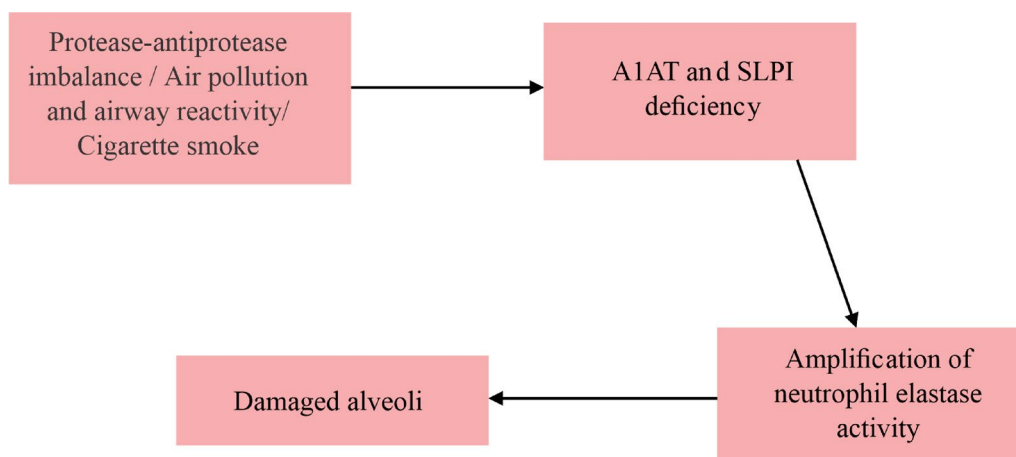 Protease-antiprotease
imbalance / Air pollution
and airway reactivity/
Cigarette smoke
A1AT and SLPI
deficiency
Amplification of
neutrophil elastase
activity
Damaged alveoli